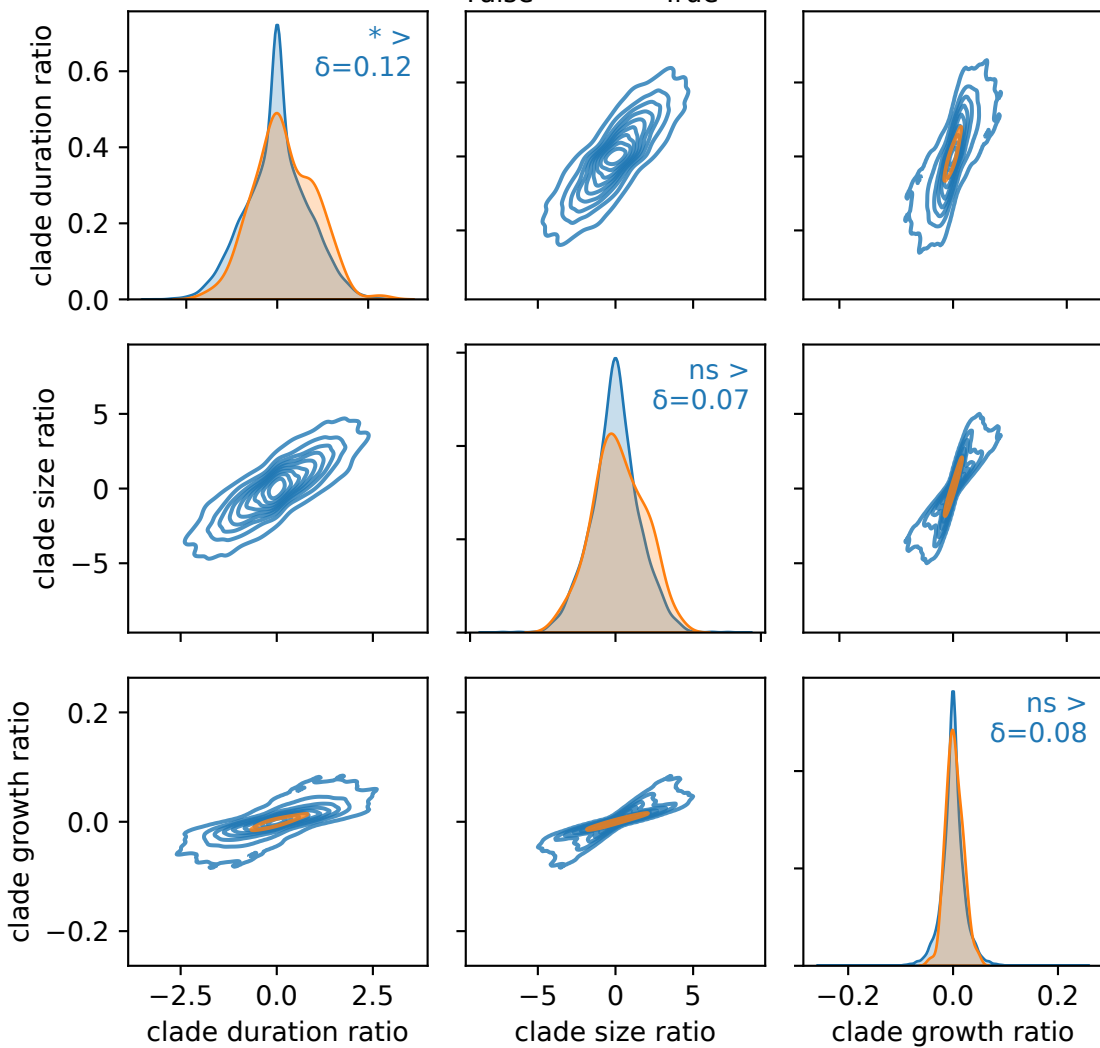 * >
δ=0.12
clade duration ratio
0.6
0.4
0.2
0.0
ns >
δ=0.07
clade size ratio
5
0
−5
ns >
δ=0.08
clade growth ratio
0.2
0.0
−0.2
−2.5 0.0 2.5
−5 0 5
−0.2 0.0 0.2
clade duration ratio
clade size ratio
clade growth ratio